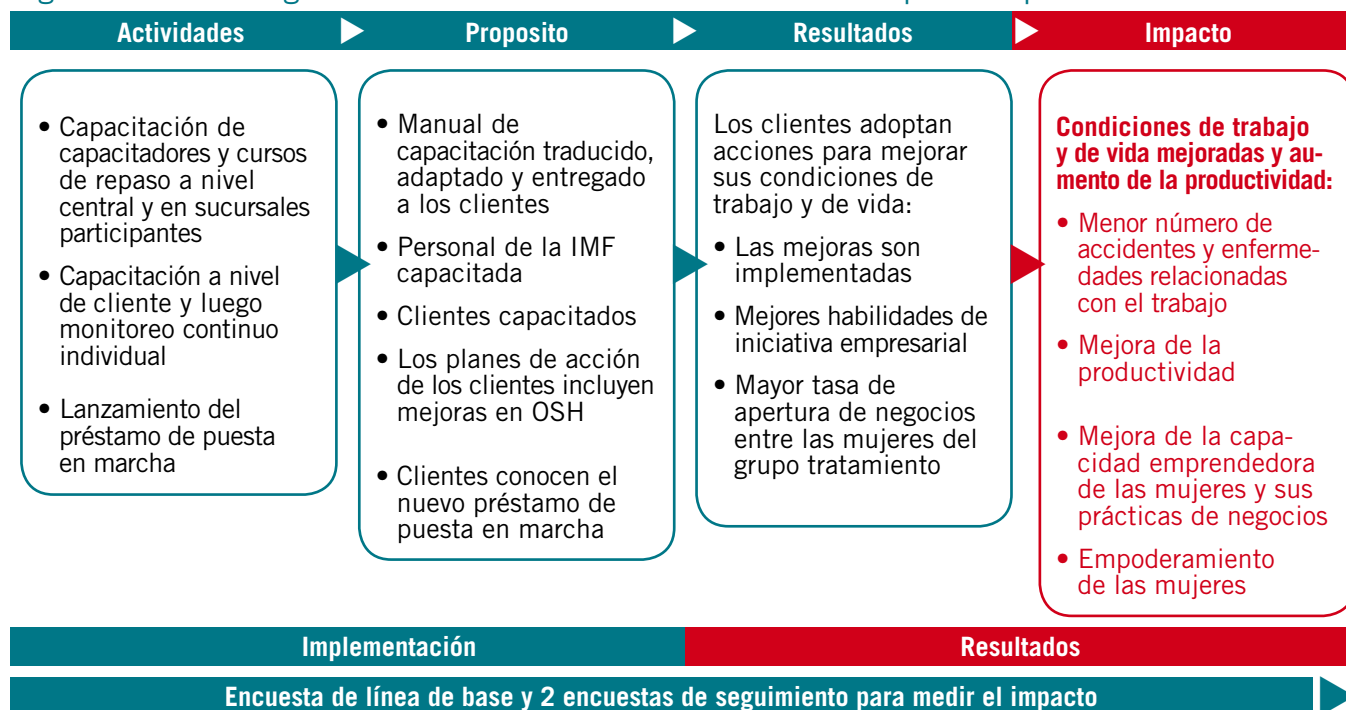 Actividades
Proposito
Resultados
Impacto
• Capacitación de
capacitadores y cursos
de repaso a nivel
central y en sucursales
participantes
• Capacitación a nivel
de cliente y luego
monitoreo continuo
individual
• Lanzamiento del
préstamo de puesta
en marcha
• Manual de
capacitación traducido,
adaptado y entregado
a los clientes
• Personal de la IMF
capacitada
• Clientes capacitados
• Los planes de acción
de los clientes incluyen
mejoras en OSH
• Clientes conocen el
nuevo préstamo de
puesta en marcha
Los clientes adoptan
acciones para mejorar
sus condiciones de
trabajo y de vida:
• Las mejoras son
implementadas
• Mejores habilidades de
iniciativa empresarial
• Mayor tasa de
apertura de negocios
entre las mujeres del
grupo tratamiento
Condiciones de trabajo
y de vida mejoradas y au-
mento de la productividad:
• Menor número de
accidentes y enferme-
dades relacionadas
con el trabajo
• Mejora de la
productividad
• Mejora de la capa-
cidad emprendedora
de las mujeres y sus
prácticas de negocios
• Empoderamiento
de las mujeres
Implementación
Resultados
Encuesta de línea de base y 2 encuestas de seguimiento para medir el impacto